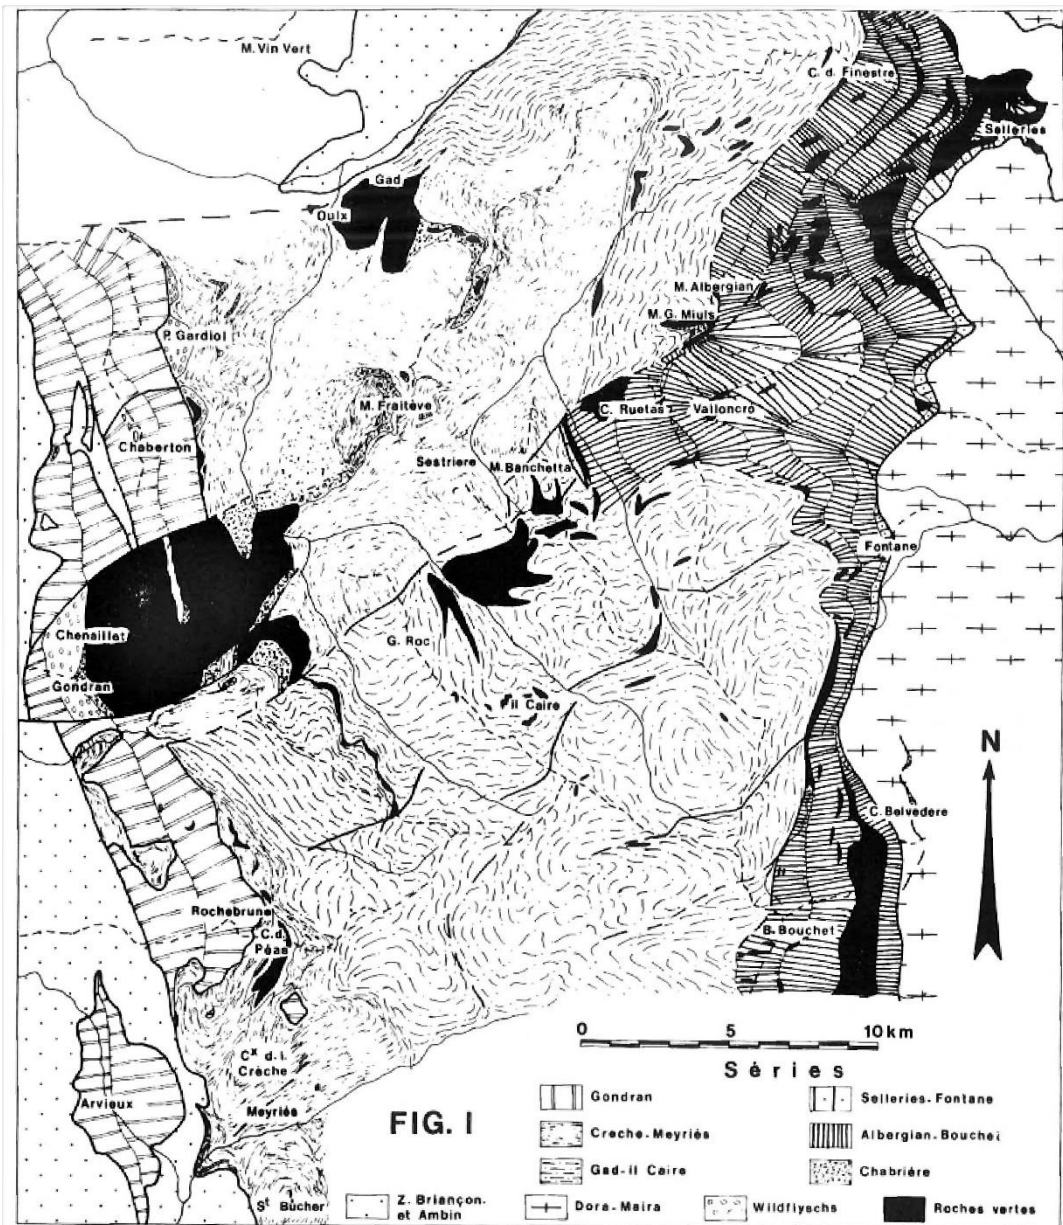 M. Vin Vert
C. d. Finestre
Selleries
Gad
Oulx
M. Albergian
M. G. Miuls
P. Gardiol
M. Fraitève
C. Ruetas
Valloncro
Chaberton
Sestriere
M. Banchetta
Fontane
Chenaillet
G. Roc
Gondran
P. il Caire
N
C. Belvedere
Rochebrune
C. d.
Péas
B. Bouchet
0 5 10 km
Cx d. l.
Crèche
Séries
Arvieux
Meyriès
FIG. I
Gondran
Selleries-Fontane
Creche-Meyriès
Albergian-Bouchet
Gad-il Caire
Chabrière
St Bücher
Z. Briançon.
et Ambin
Dora-Maira
Wildflyschs
Roches vertes